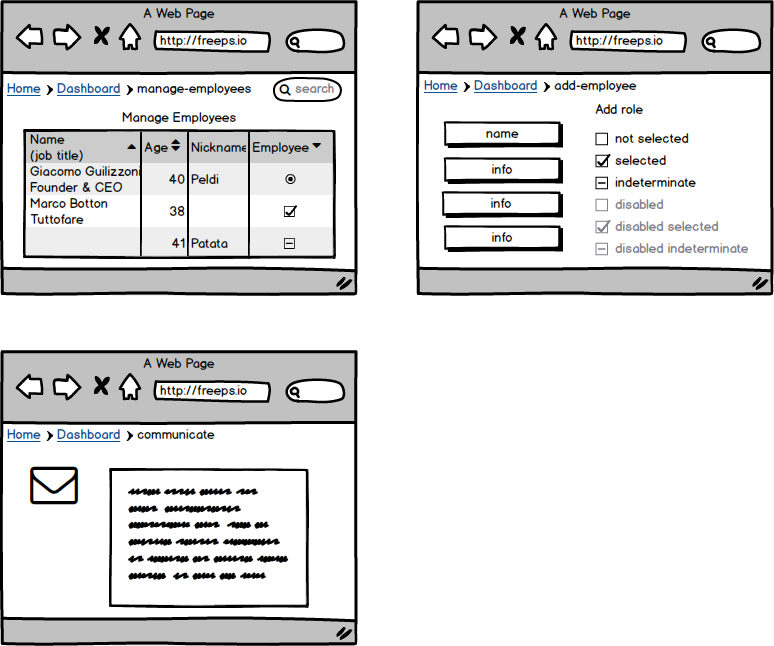 A Web Page
http://freeps.io
Home Dashboard manage-employees
search
Manage Employees
Name
(job title)
Age
Nickname
Employee
Giacomo Guilizzoni
Founder & CEO
40
Peldi
Marco Botton
Tuttofare
38
41
Patata
A Web Page
http://freeps.io
Home Dashboard add-employee
Add role
name
info
info
info
not selected
selected
indeterminate
disabled
disabled selected
disabled indeterminate
A Web Page
http://freeps.io
Home Dashboard communicate